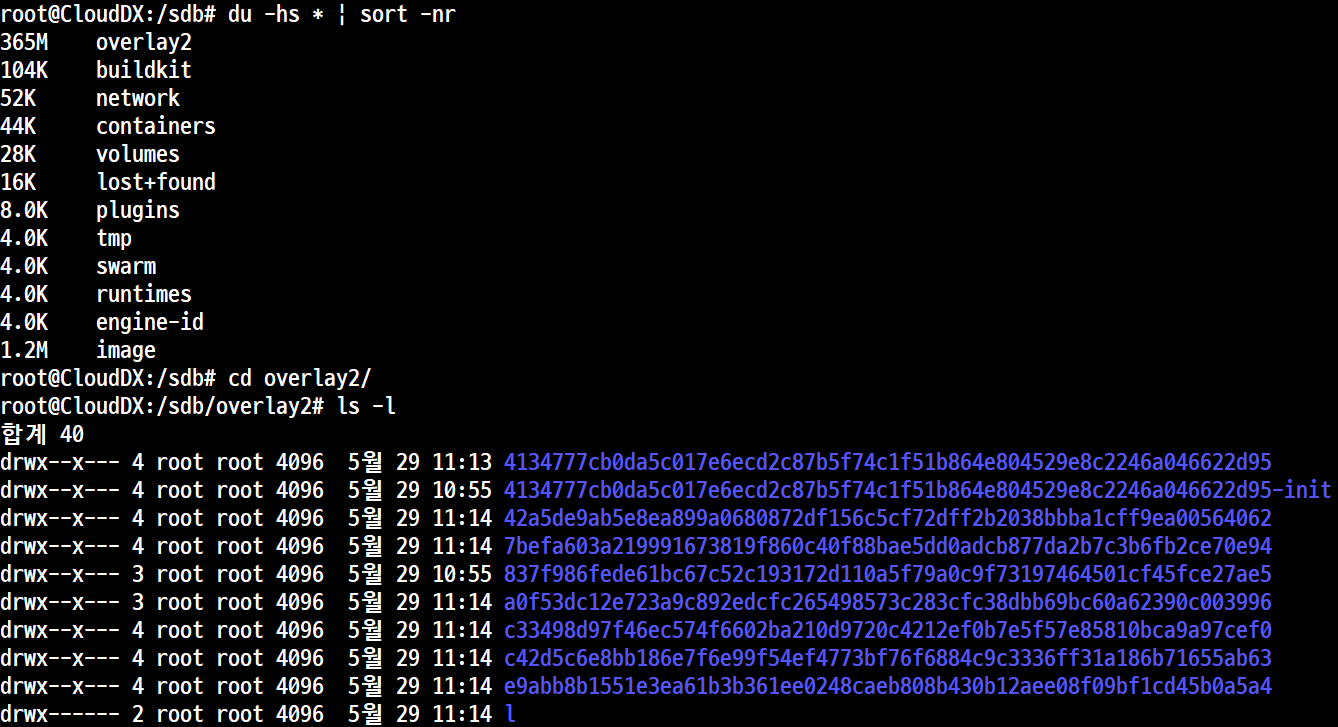 root@CloudDX:/sdb# du -hs * | sort -nr
365M    overlay2
104K    buildkit
52K     network
44K     containers
28K     volumes
16K     lost+found
8.0K    plugins
4.0K    tmp
4.0K    swarm
4.0K    runtimes
4.0K    engine-id
1.2M    image
root@CloudDX:/sdb# cd overlay2/
root@CloudDX:/sdb/overlay2# ls -l
합계 40
drwx--x--- 4 root root 4096  5월 29 11:13 4134777cb0da5c017e6ecd2c87b5f74c1f51b864e804529e8c2246a046622d95
drwx--x--- 4 root root 4096  5월 29 10:55 4134777cb0da5c017e6ecd2c87b5f74c1f51b864e804529e8c2246a046622d95-init
drwx--x--- 4 root root 4096  5월 29 11:14 42a5de9ab5e8ea899a0680872df156c5cf72dff2b2038bbba1cff9ea00564062
drwx--x--- 4 root root 4096  5월 29 11:14 7befa603a219991673819f860c40f88bae5dd0adcb877da2b7c3b6fb2ce70e94
drwx--x--- 3 root root 4096  5월 29 10:55 837f986fede61bc67c52c193172d110a5f79a0c9f73197464501cf45fce27ae5
drwx--x--- 3 root root 4096  5월 29 11:14 a0f53dc12e723a9c892edcfc265498573c283cfc38dbb69bc60a62390c003996
drwx--x--- 4 root root 4096  5월 29 11:14 c33498d97f46ec574f6602ba210d9720c4212ef0b7e5f57e85810bca9a97cef0
drwx--x--- 4 root root 4096  5월 29 11:14 c42d5c6e8bb186e7f6e99f54ef4773bf76f6884c9c3336ff31a186b71655ab63
drwx--x--- 4 root root 4096  5월 29 11:14 e9abb8b1551e3ea61b3b361ee0248caeb808b430b12aee08f09bf1cd45b0a5a4
drwx------ 2 root root 4096  5월 29 11:14 l